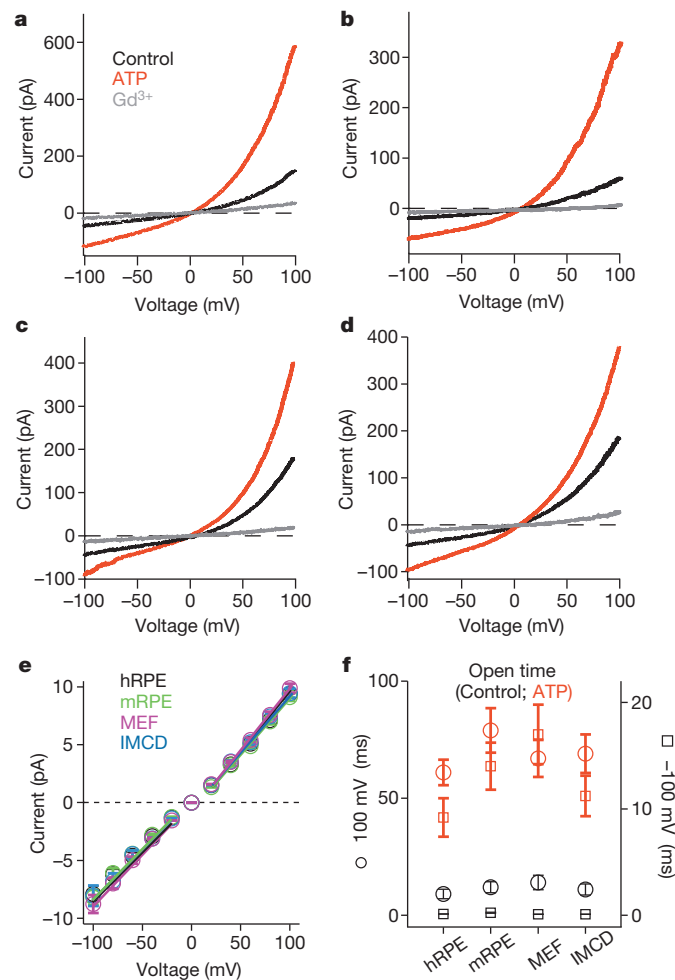 a
Control
ATP
Gd3+
Current (pA)
600
400
200
0
−100
−50
0
50
100
Voltage (mV)
b
Current (pA)
300
200
100
0
−100
−50
0
50
100
Voltage (mV)
c
Current (pA)
400
300
200
100
0
−100
−100
−50
0
50
100
Voltage (mV)
d
Current (pA)
400
300
200
100
0
−100
−100
−50
0
50
100
Voltage (mV)
e
hRPE
mRPE
MEF
IMCD
Current (pA)
10
5
0
−5
−10
−100
−50
0
50
100
Voltage (mV)
f
Open time
(Control; ATP)
100 mV (ms)
100
50
0
20
10
0
−100 mV (ms)
hRPE
mRPE
MEF
IMCD